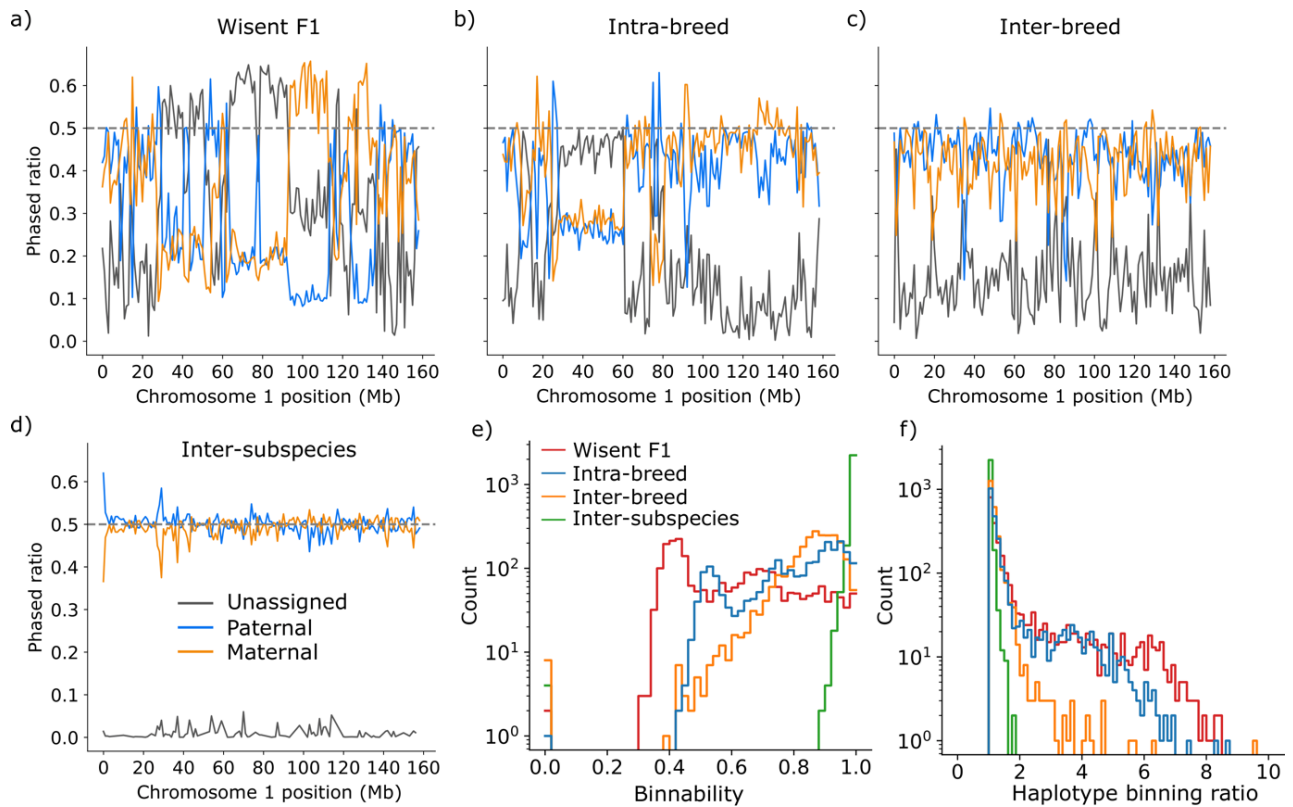 a)
Wisent F1
b)
Intra-breed
c)
Inter-breed
Phased ratio
0.6
0.5
0.4
0.3
0.2
0.1
0.0
0 20 40 60 80 100 120 140 160
Chromosome 1 position (Mb)
0 20 40 60 80 100 120 140 160
Chromosome 1 position (Mb)
0 20 40 60 80 100 120 140 160
Chromosome 1 position (Mb)
d)
Inter-subspecies
Phased ratio
0.6
0.5
0.4
0.3
0.2
0.1
0.0
Unassigned
Paternal
Maternal
0 20 40 60 80 100 120 140 160
Chromosome 1 position (Mb)
e)
Wisent F1
Intra-breed
Inter-breed
Inter-subspecies
Count
10³
10²
10¹
10⁰
0.0 0.2 0.4 0.6 0.8 1.0
Binnability
f)
Count
10³
10²
10¹
10⁰
0 2 4 6 8 10
Haplotype binning ratio